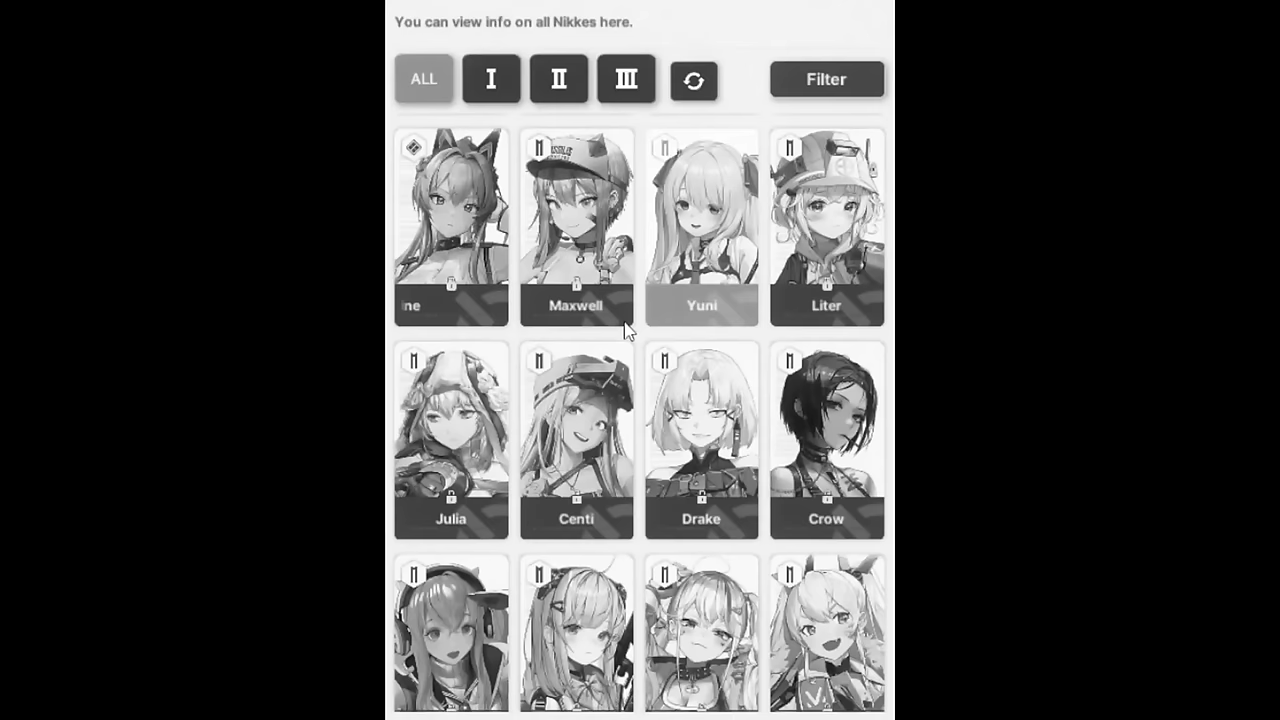 You can view info on all Nikkes here.
ALL I II III Filter
ne Maxwell Yuni Liter
Julia Centi Drake Crow